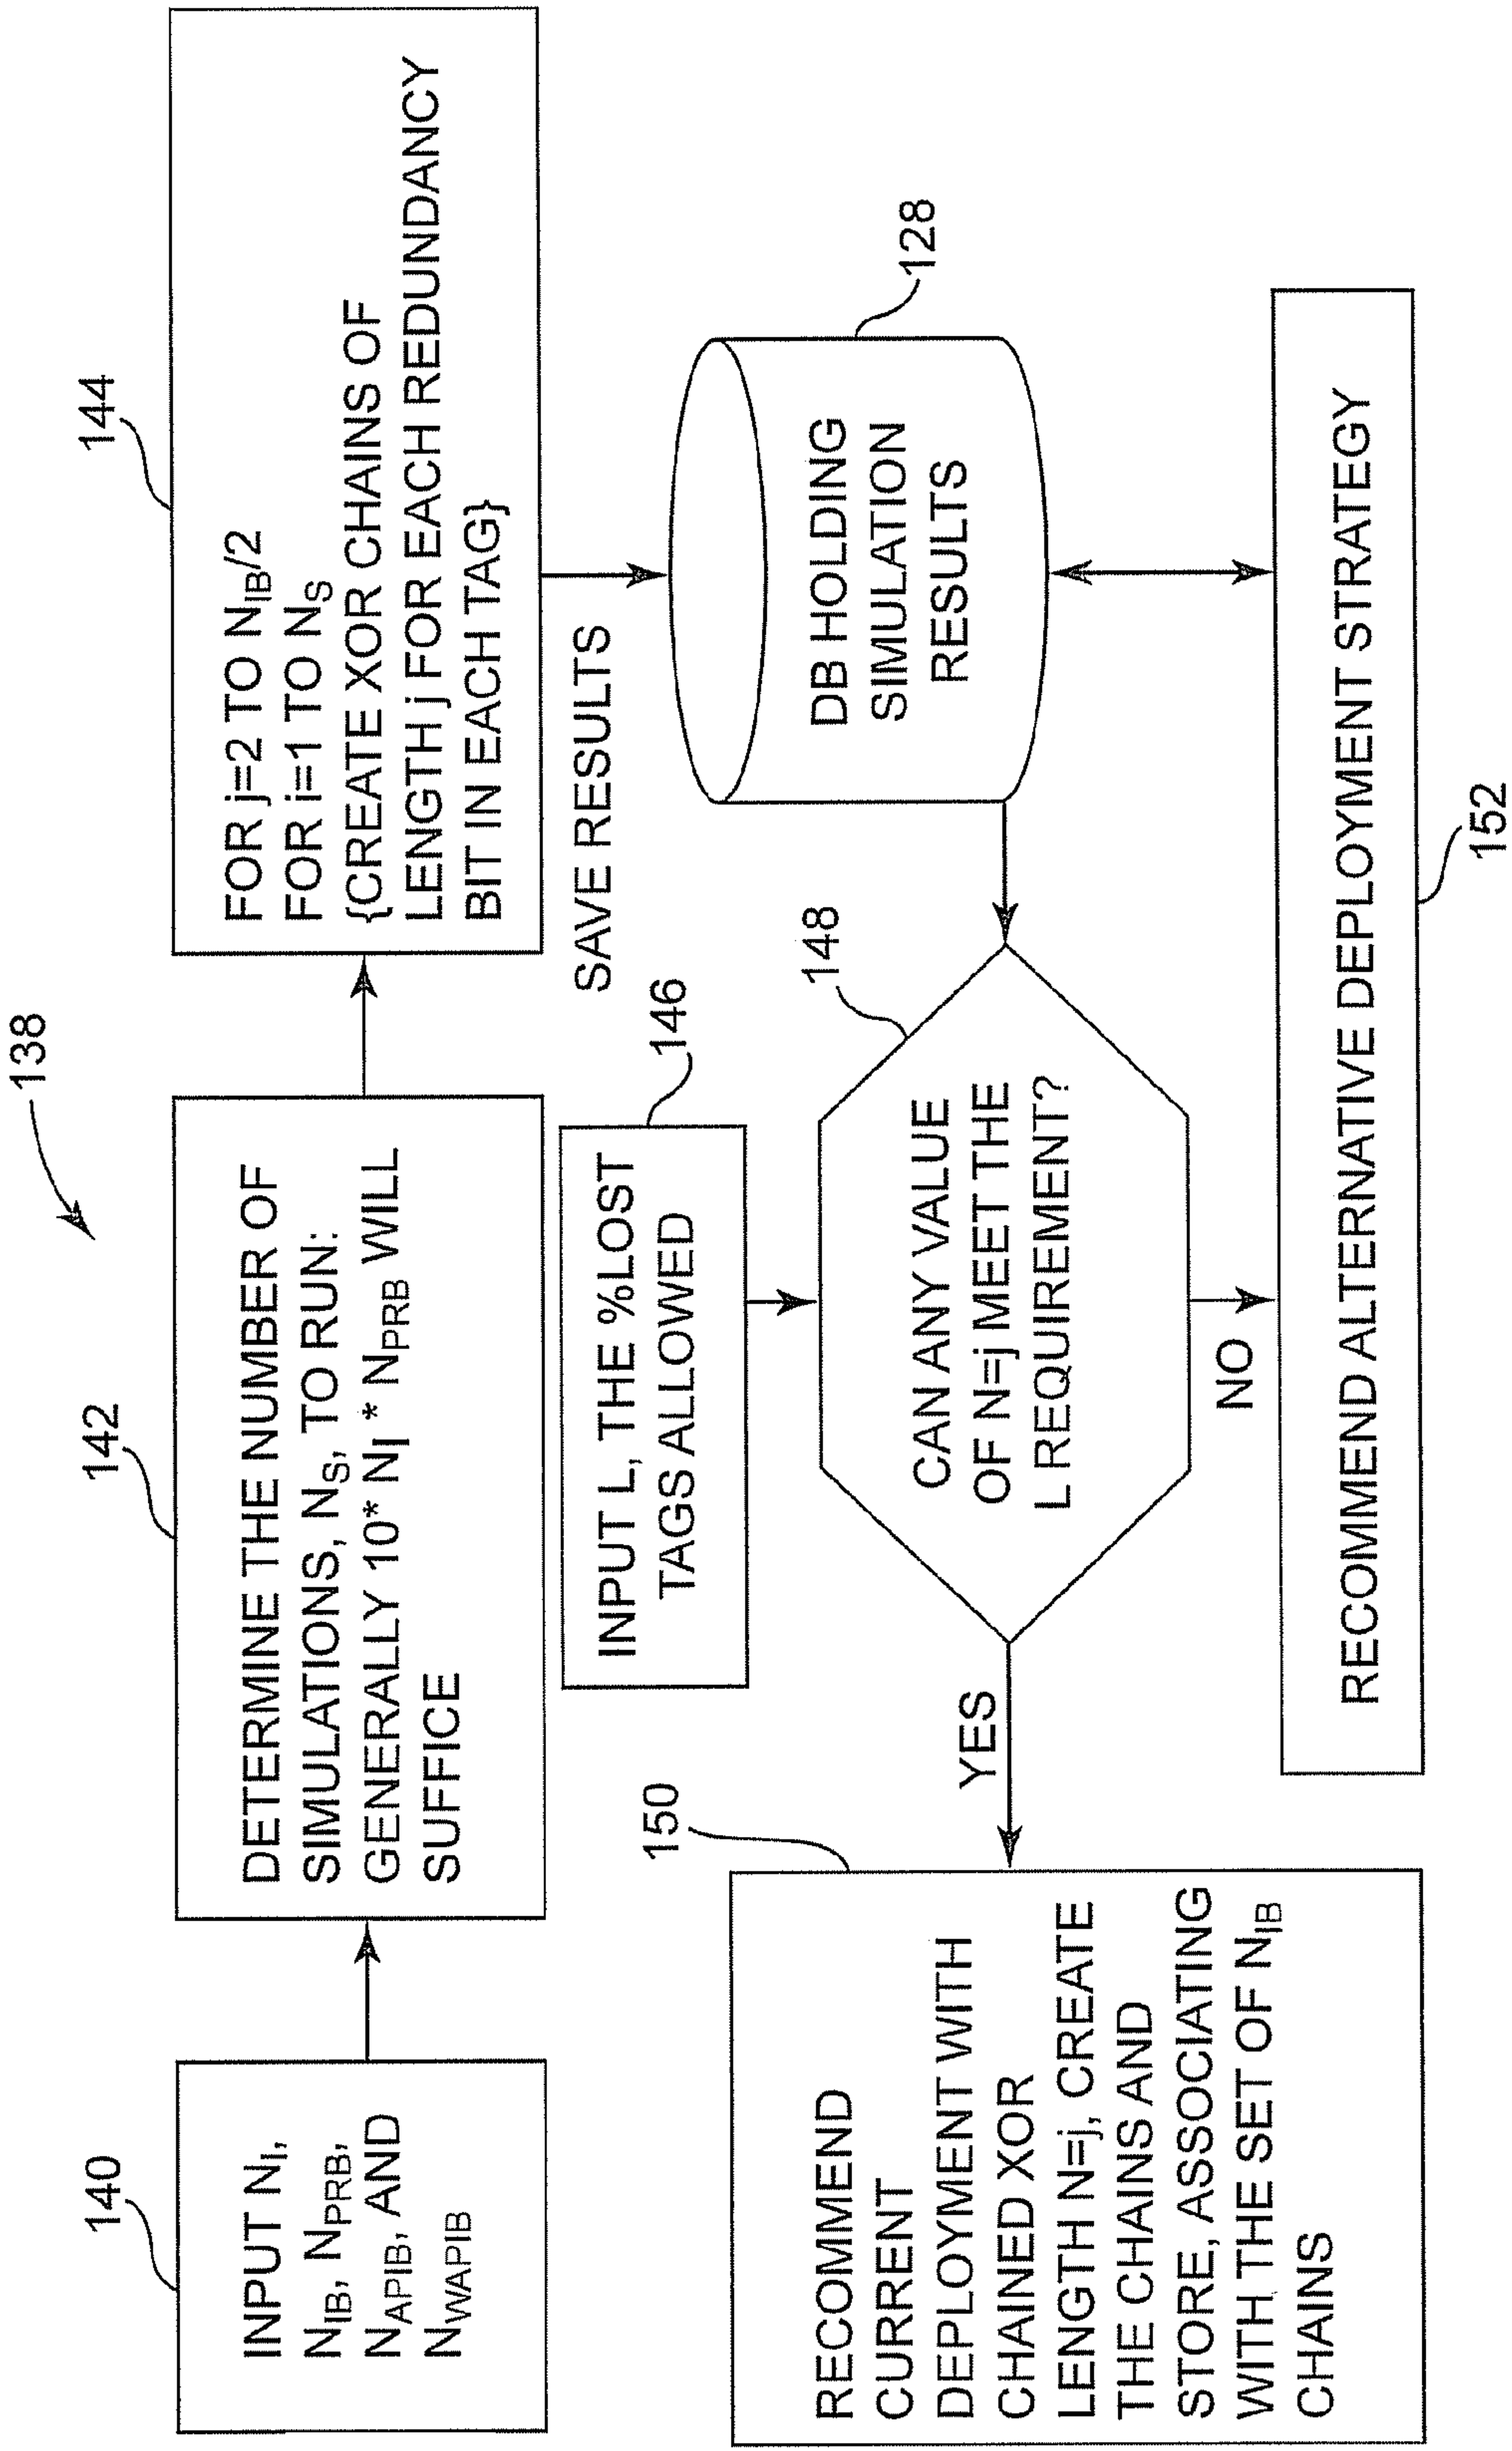 138
140
INPUT N_I,
N_IB, N_PRB,
N_APIB, AND
N_WAPIB
142
DETERMINE THE NUMBER OF
SIMULATIONS, N_S, TO RUN:
GENERALLY 10* N_I * N_PRB WILL
SUFFICE
144
FOR j=2 TO N_IB/2
FOR i=1 TO N_S
{CREATE XOR CHAINS OF
LENGTH j FOR EACH REDUNDANCY
BIT IN EACH TAG}
SAVE RESULTS
146
INPUT L, THE %LOST
TAGS ALLOWED
128
DB HOLDING
SIMULATION
RESULTS
148
CAN ANY VALUE
OF N=j MEET THE
L REQUIREMENT?
YES
NO
150
RECOMMEND
CURRENT
DEPLOYMENT WITH
CHAINED XOR
LENGTH N=j, CREATE
THE CHAINS AND
STORE, ASSOCIATING
WITH THE SET OF N_IB
CHAINS
RECOMMEND ALTERNATIVE DEPLOYMENT STRATEGY
152